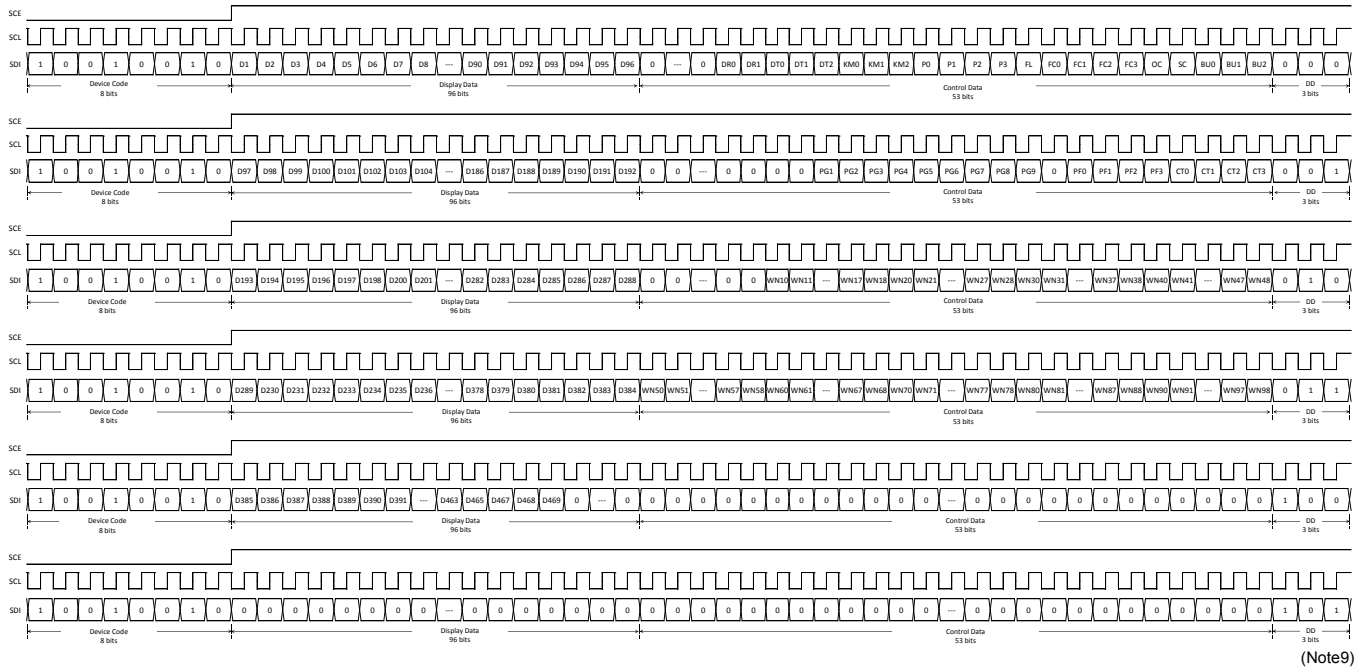 SCE
SCL
SDI 1 0 0 1 0 0 1 0 D1 D2 D3 D4 D5 D6 D7 D8 --- D90 D91 D92 D93 D94 D95 D96 0 --- 0 DR0 DR1 DT0 DT1 DT2 KM0 KM1 KM2 P0 P1 P2 P3 FL FC0 FC1 FC2 FC3 OC SC BU0 BU1 BU2 0 0 0
Device Code Display Data Control Data DD
8 bits 96 bits 53 bits 3 bits
SCE
SCL
SDI 1 0 0 1 0 0 1 0 D97 D98 D99 D100 D101 D102 D103 D104 --- D186 D187 D188 D189 D190 D191 D192 0 0 --- 0 0 0 0 PG1 PG2 PG3 PG4 PG5 PG6 PG7 PG8 PG9 0 PF0 PF1 PF2 PF3 CT0 CT1 CT2 CT3 0 0 1
Device Code Display Data Control Data DD
8 bits 96 bits 53 bits 3 bits
SCE
SCL
SDI 1 0 0 1 0 0 1 0 D193 D194 D195 D196 D197 D198 D200 D201 --- D282 D283 D284 D285 D286 D287 D288 0 0 --- 0 0 WN10 WN11 --- WN17 WN18 WN20 WN21 --- WN27 WN28 WN30 WN31 --- WN37 WN38 WN40 WN41 --- WN47 WN48 0 1 0
Device Code Display Data Control Data DD
8 bits 96 bits 53 bits 3 bits
SCE
SCL
SDI 1 0 0 1 0 0 1 0 D289 D230 D231 D232 D233 D234 D235 D236 --- D378 D379 D380 D381 D382 D383 D384 WN50 WN51 --- WN57 WN58 WN60 WN61 --- WN67 WN68 WN70 WN71 --- WN77 WN78 WN80 WN81 --- WN87 WN88 WN90 WN91 --- WN97 WN98 0 1 1
Device Code Display Data Control Data DD
8 bits 96 bits 53 bits 3 bits
SCE
SCL
SDI 1 0 0 1 0 0 1 0 D385 D386 D387 D388 D389 D390 D391 --- D463 D465 D467 D468 D469 0 --- 0 0 0 0 0 0 0 0 0 0 0 0 0 --- 0 0 0 0 0 0 0 0 0 0 0 0 1 0 0
Device Code Display Data Control Data DD
8 bits 96 bits 53 bits 3 bits
SCE
SCL
SDI 1 0 0 1 0 0 1 0 0 0 0 0 0 0 0 0 --- 0 0 0 0 0 0 0 0 0 0 0 0 0 0 0 0 0 0 0 --- 0 0 0 0 0 0 0 0 0 0 0 0 1 0 1
Device Code Display Data Control Data DD
8 bits 96 bits 53 bits 3 bits
(Note9)